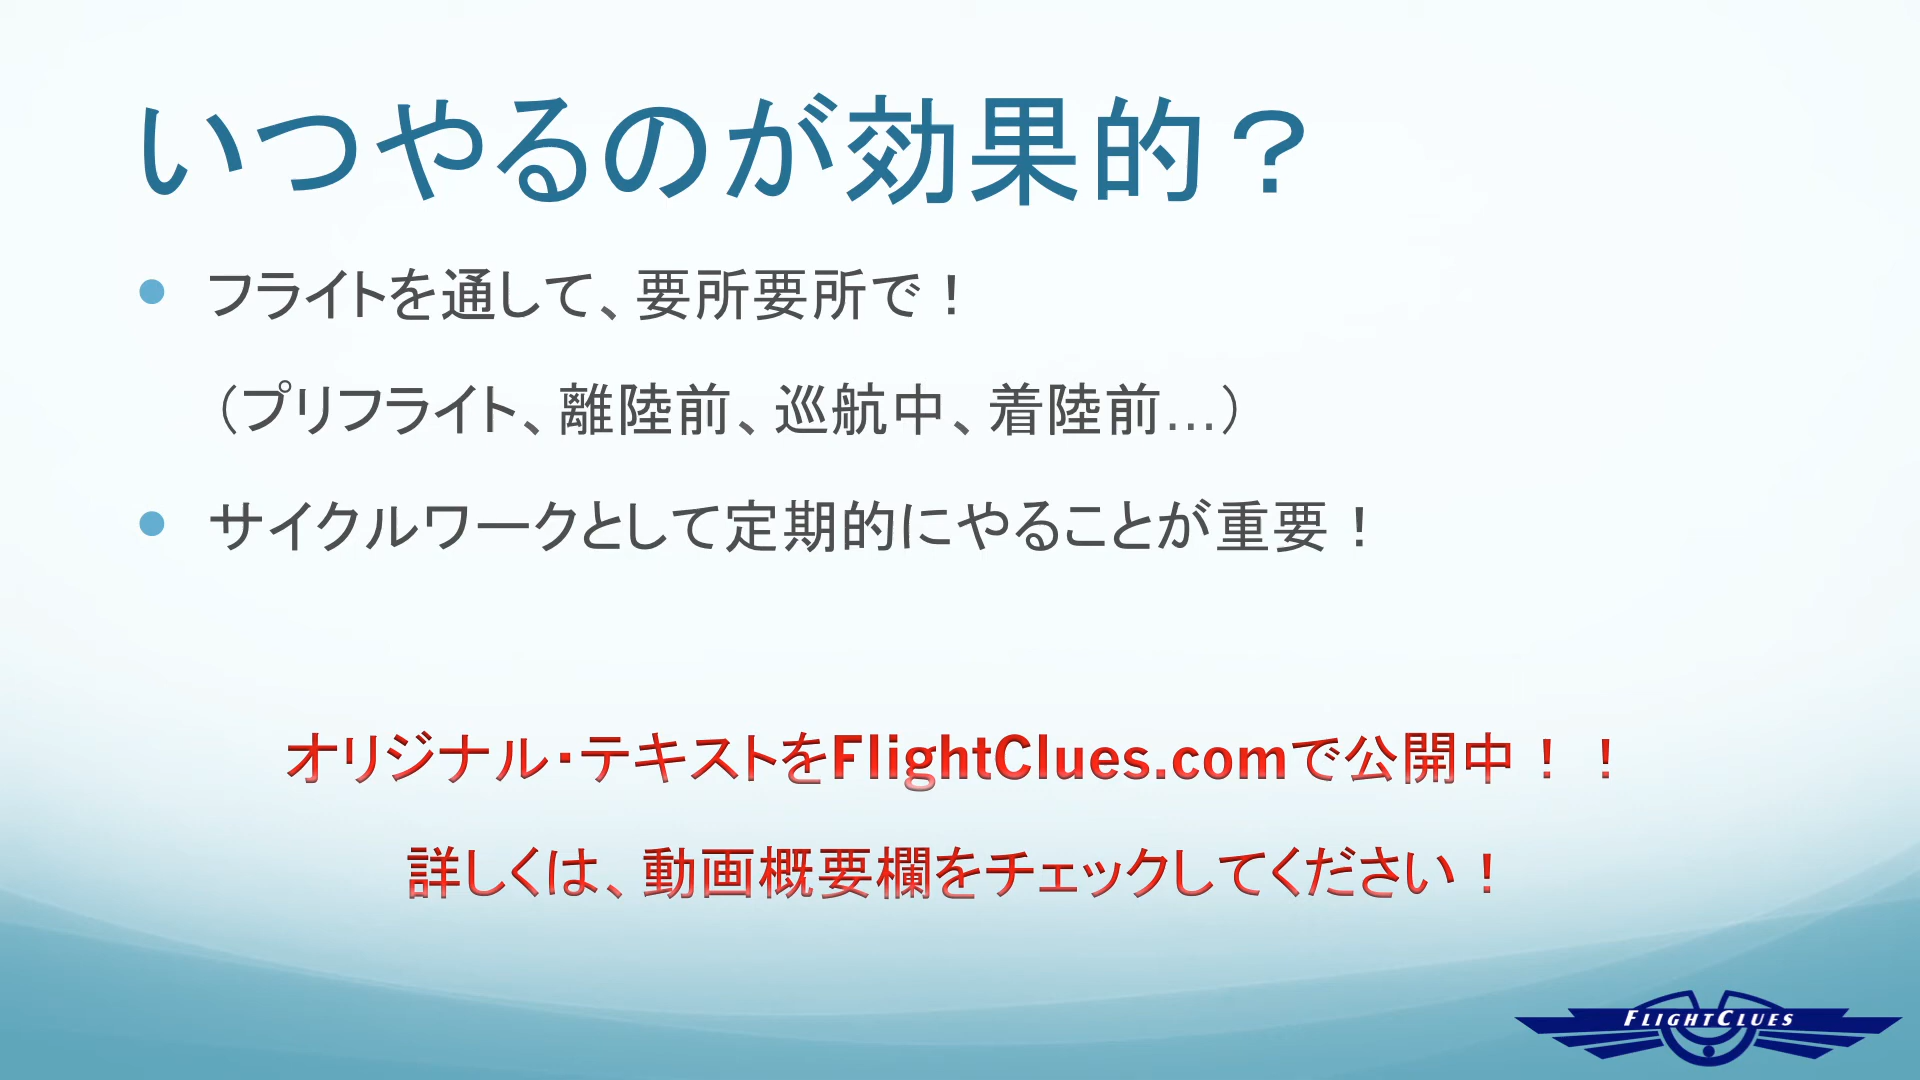 いつやるのが効果的？
• フライトを通して、要所要所で！
（プリフライト、離陸前、巡航中、着陸前…）
• サイクルワークとして定期的にやることが重要！
オリジナル・テキストをFlightClues.comで公開中！！
詳しくは、動画概要欄をチェックしてください！
FLIGHTCLUES